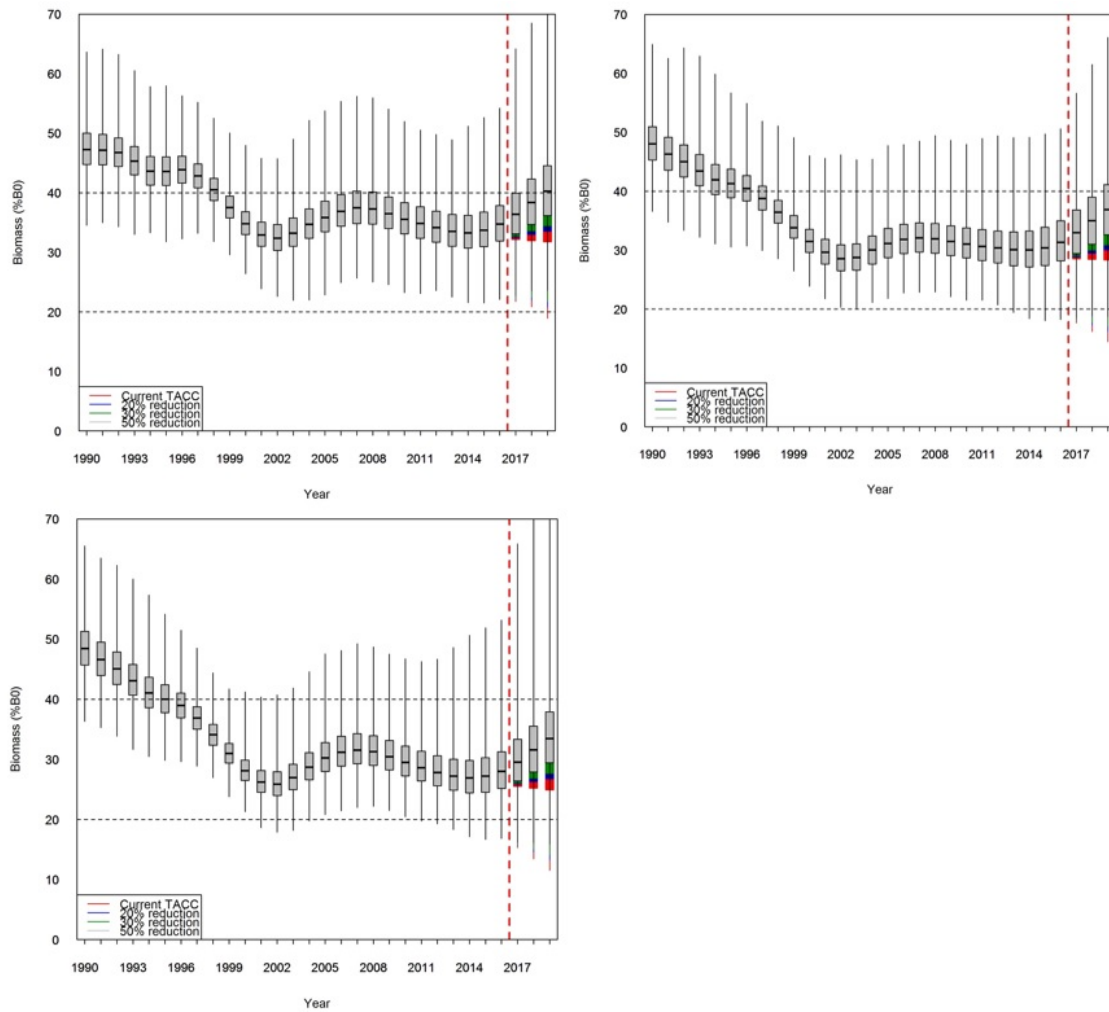 70
60
50
40
30
20
10
0
Biomass (%B0)
Current TACC
20% reduction
30% reduction
50% reduction
1990 1993 1996 1999 2002 2005 2008 2011 2014 2017
Year
70
60
50
40
30
20
10
0
Biomass (%B0)
Current TACC
20% reduction
30% reduction
50% reduction
1990 1993 1996 1999 2002 2005 2008 2011 2014 2017
Year
70
60
50
40
30
20
10
0
Biomass (%B0)
Current TACC
20% reduction
30% reduction
50% reduction
1990 1993 1996 1999 2002 2005 2008 2011 2014 2017
Year